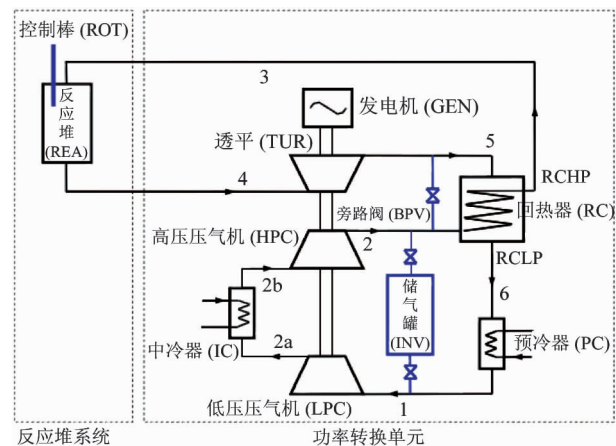 控制棒 (ROT)
3
反
应
堆
(REA)
发电机 (GEN)
透平 (TUR)
5
RCHP
4
旁路阀 (BPV)
回热器 (RC)
高压压气机 (HPC)
2
RCLP
2b
储
气
罐
(INV)
6
中冷器 (IC)
2a
预冷器 (PC)
低压压气机 (LPC)
1
反应堆系统
功率转换单元